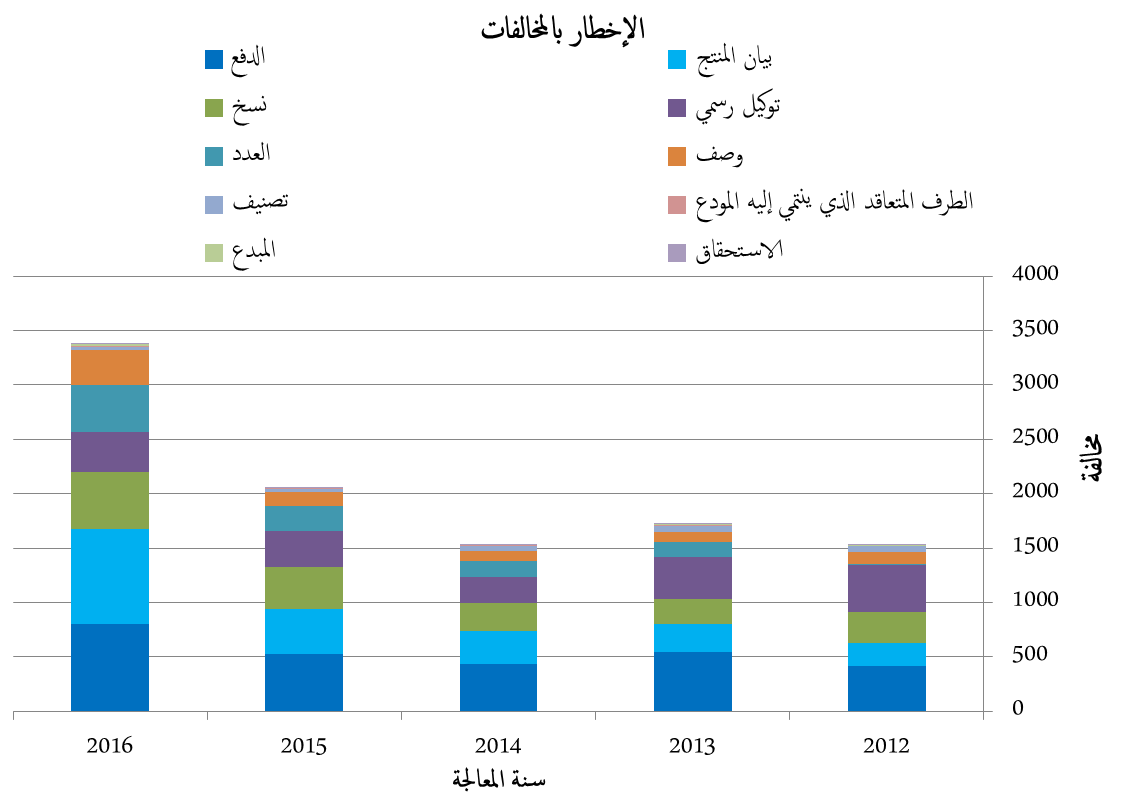 الإخطار بالمخالفات
بيان المنتج
الدفع
توكيل رسمي
نسخ
وصف
العدد
الطرف المتعاقد الذي ينتمي إليه المودع
تصنيف
الاستحقاق
المبدع
4000
3500
3000
2500
2000
1500
1000
500
0
مخالفة
2016 2015 2014 2013 2012
سنة المعالجة